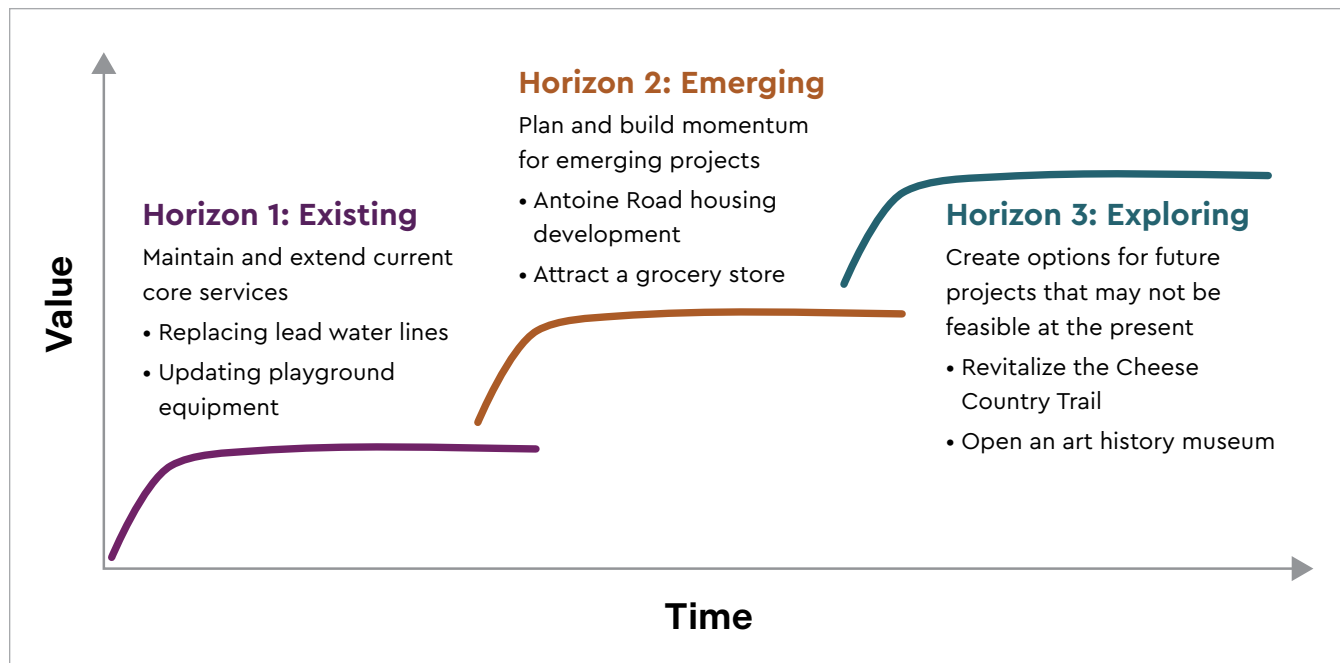 Value
Horizon 1: Existing
Maintain and extend current
core services
• Replacing lead water lines
• Updating playground
equipment
Horizon 2: Emerging
Plan and build momentum
for emerging projects
• Antoine Road housing
development
• Attract a grocery store
Horizon 3: Exploring
Create options for future
projects that may not be
feasible at the present
• Revitalize the Cheese
Country Trail
• Open an art history museum
Time